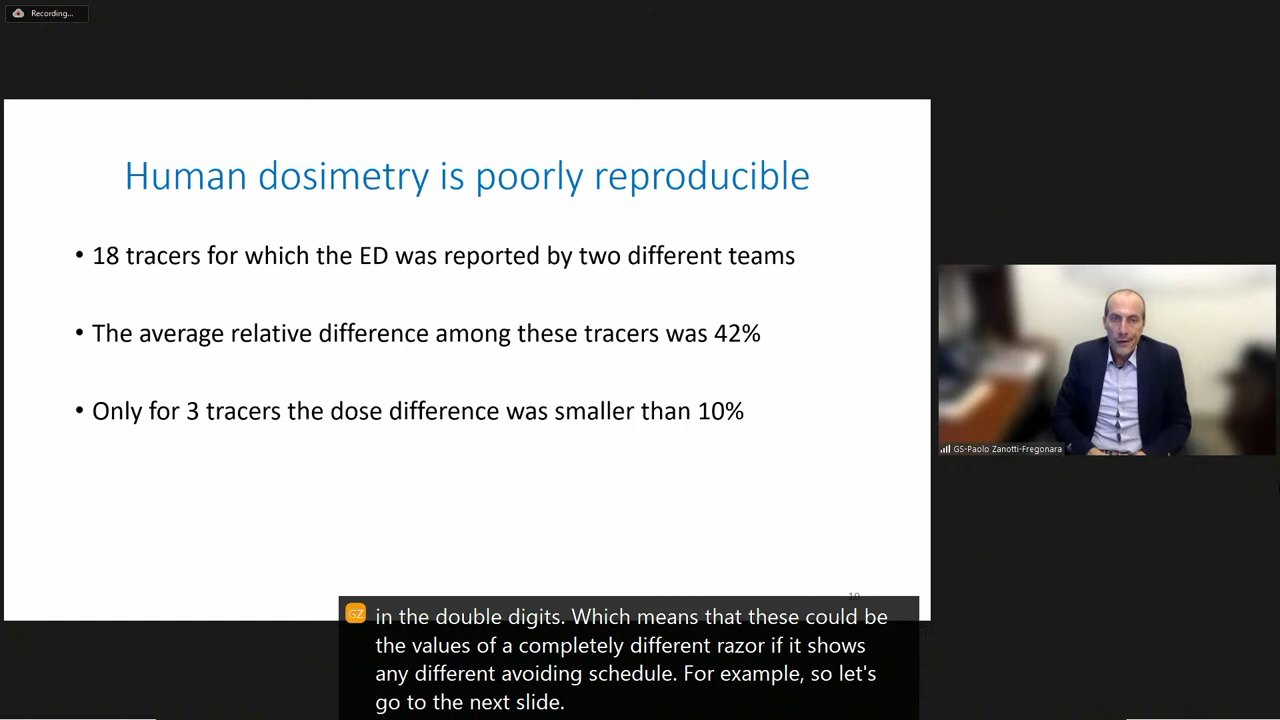 Recording...
Human dosimetry is poorly reproducible
• 18 tracers for which the ED was reported by two different teams
• The average relative difference among these tracers was 42%
• Only for 3 tracers the dose difference was smaller than 10%
GS-Paolo Zanotti-Fregonara
GZ
in the double digits. Which means that these could be
the values of a completely different razor if it shows
any different avoiding schedule. For example, so let's
go to the next slide.